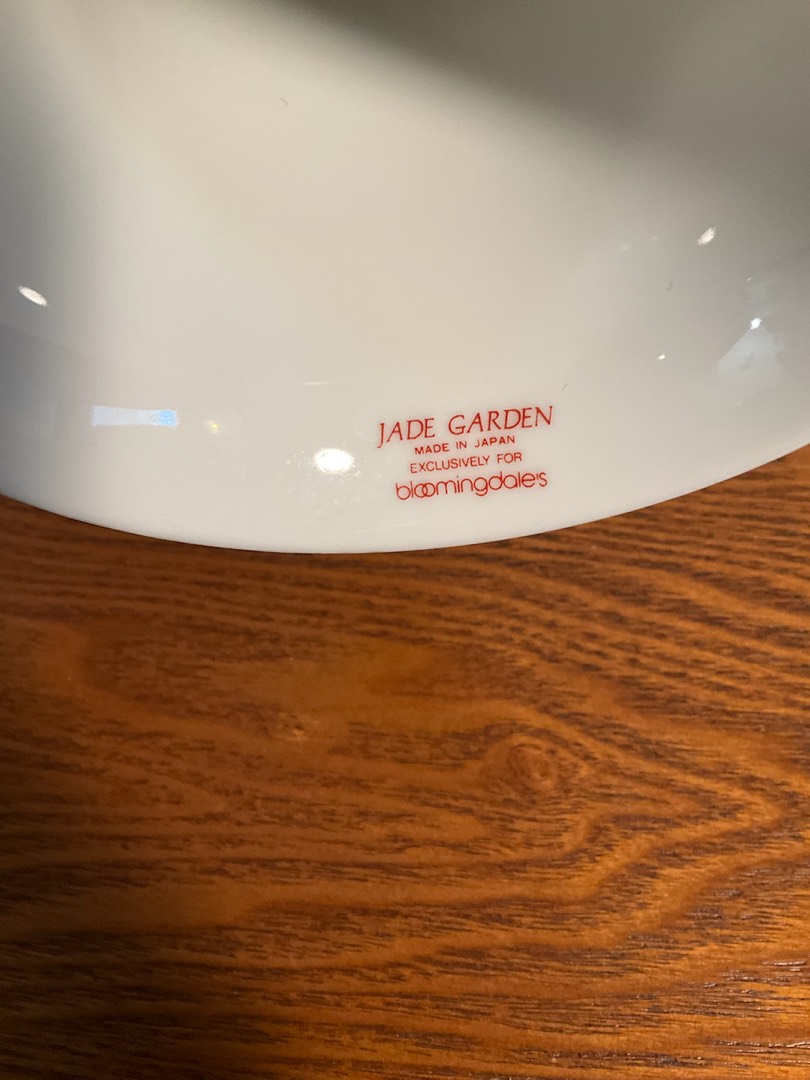 JADE GARDEN
MADE IN JAPAN
EXCLUSIVELY FOR
bloomingdale's